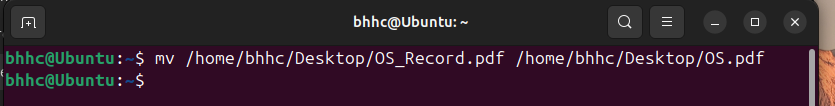 bhhc@Ubuntu: ~
bhhc@Ubuntu:~$ mv /home/bhhc/Desktop/OS_Record.pdf /home/bhhc/Desktop/OS.pdf
bhhc@Ubuntu:~$